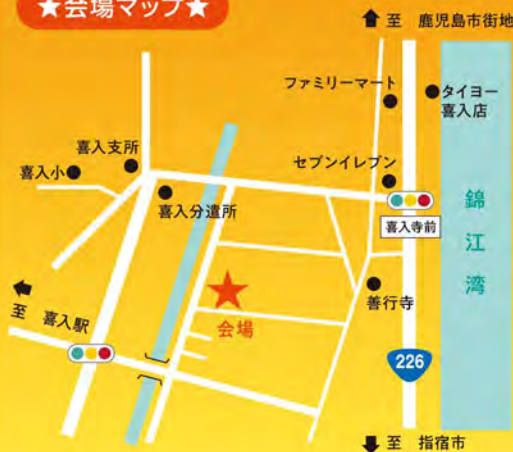 ★会場マップ★
至 鹿児島市街地
ファミリーマート
タイヨー
喜入店
喜入支所
喜入小
セブンイレブン
喜入分遣所
喜入寺前
錦江湾
至 喜入駅
会場
善行寺
226
至 指宿市